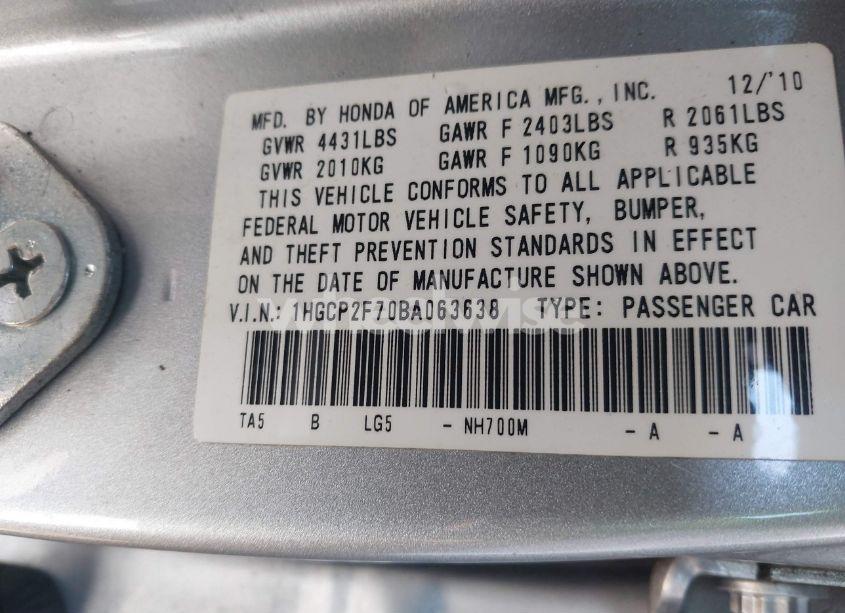 MFD. BY HONDA OF AMERICA MFG., INC. 12/'10
GVWR 4431LBS GAWR F 2403LBS R 2061LBS
GVWR 2010KG GAWR F 1090KG R 935KG
THIS VEHICLE CONFORMS TO ALL APPLICABLE
FEDERAL MOTOR VEHICLE SAFETY, BUMPER,
AND THEFT PREVENTION STANDARDS IN EFFECT
ON THE DATE OF MANUFACTURE SHOWN ABOVE.
V.I.N.: 1HGCP2F70BA063638 TYPE: PASSENGER CAR
TA5 B LG5 - NH700M - A - A